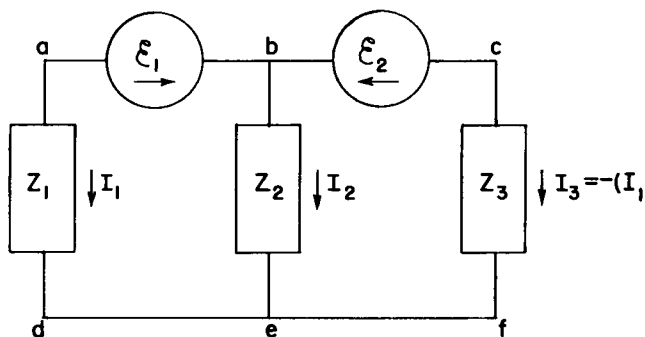 a ℰ₁ b ℰ₂ c
Z₁ I₁ Z₂ I₂ Z₃ I₃=-(I₁
d e f